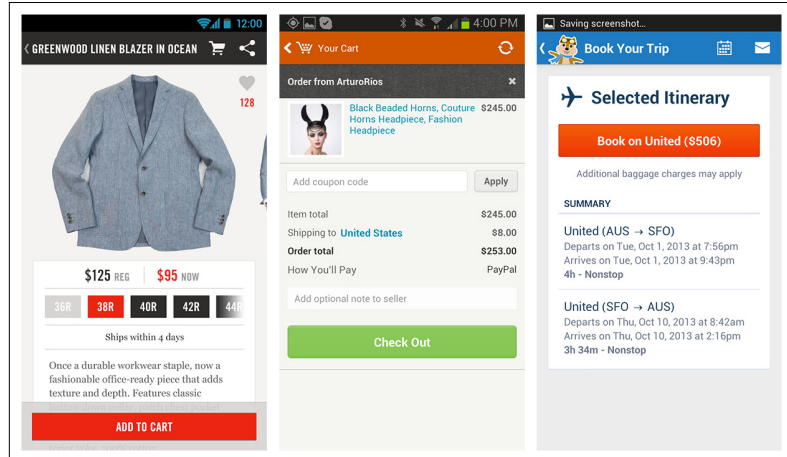 12:00
GREENWOOD LINEN BLAZER IN OCEAN
128
$125 REG $95 NOW
36R 38R 40R 42R 44R
Ships within 4 days
Once a durable workwear staple, now a
fashionable office-ready piece that adds
texture and depth. Features classic
ADD TO CART
4:00 PM
Your Cart
Order from ArturoRios
Black Beaded Horns, Couture $245.00
Horns Headpiece, Fashion
Headpiece
Add coupon code Apply
Item total $245.00
Shipping to United States $8.00
Order total $253.00
How You'll Pay PayPal
Add optional note to seller
Check Out
Saving screenshot...
Book Your Trip
Selected Itinerary
Book on United ($506)
Additional baggage charges may apply
SUMMARY
United (AUS → SFO)
Departs on Tue, Oct 1, 2013 at 7:56pm
Arrives on Tue, Oct 1, 2013 at 9:43pm
4h - Nonstop
United (SFO → AUS)
Departs on Thu, Oct 10, 2013 at 8:42am
Arrives on Thu, Oct 10, 2013 at 2:16pm
3h 34m - Nonstop